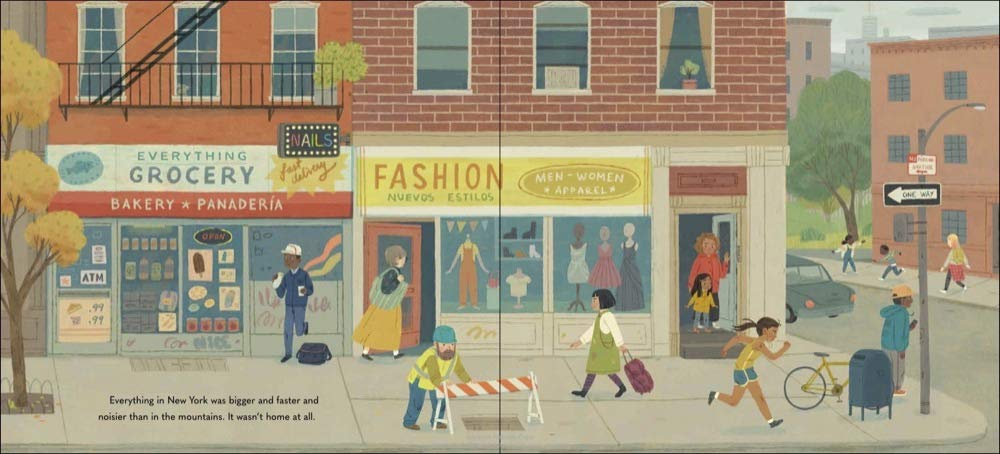 NAILS
EVERYTHING
GROCERY
fast
delivery
BAKERY ★ PANADERÍA
OPEN
ATM
.99
.99
NICE
FASHION
NUEVOS ESTILOS
MEN - WOMEN
★ APPAREL ★
ONE WAY
Everything in New York was bigger and faster and
noisier than in the mountains. It wasn't home at all.